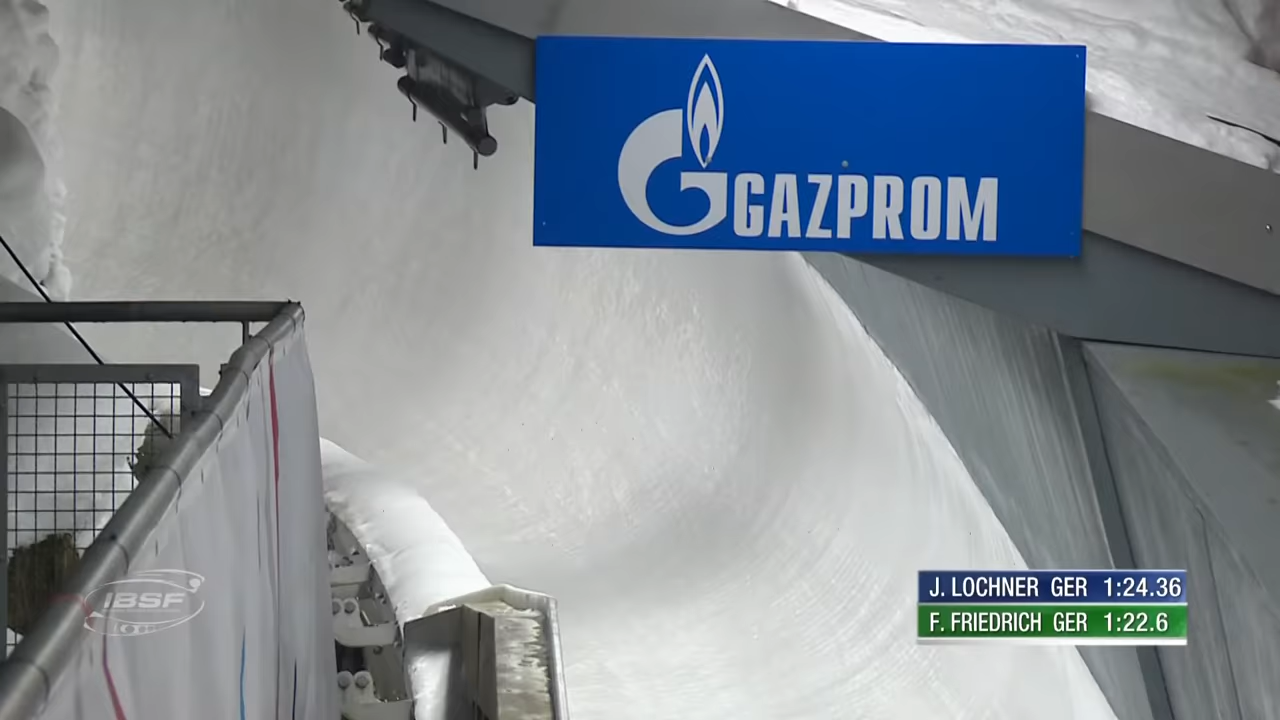 GAZPROM
J. LOCHNER GER 1:24.36
F. FRIEDRICH GER 1:22.6
IBSF